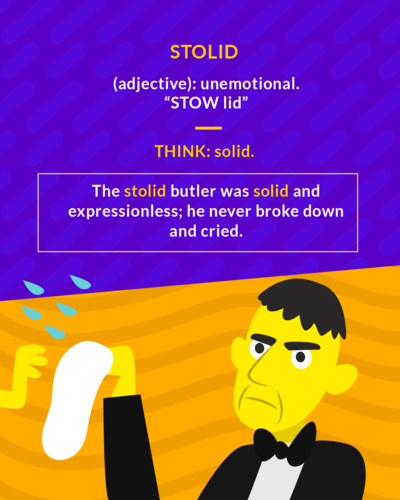 STOLID
(adjective): unemotional.
“STOW lid”
THINK: solid.
The stolid butler was solid and
expressionless; he never broke down
and cried.